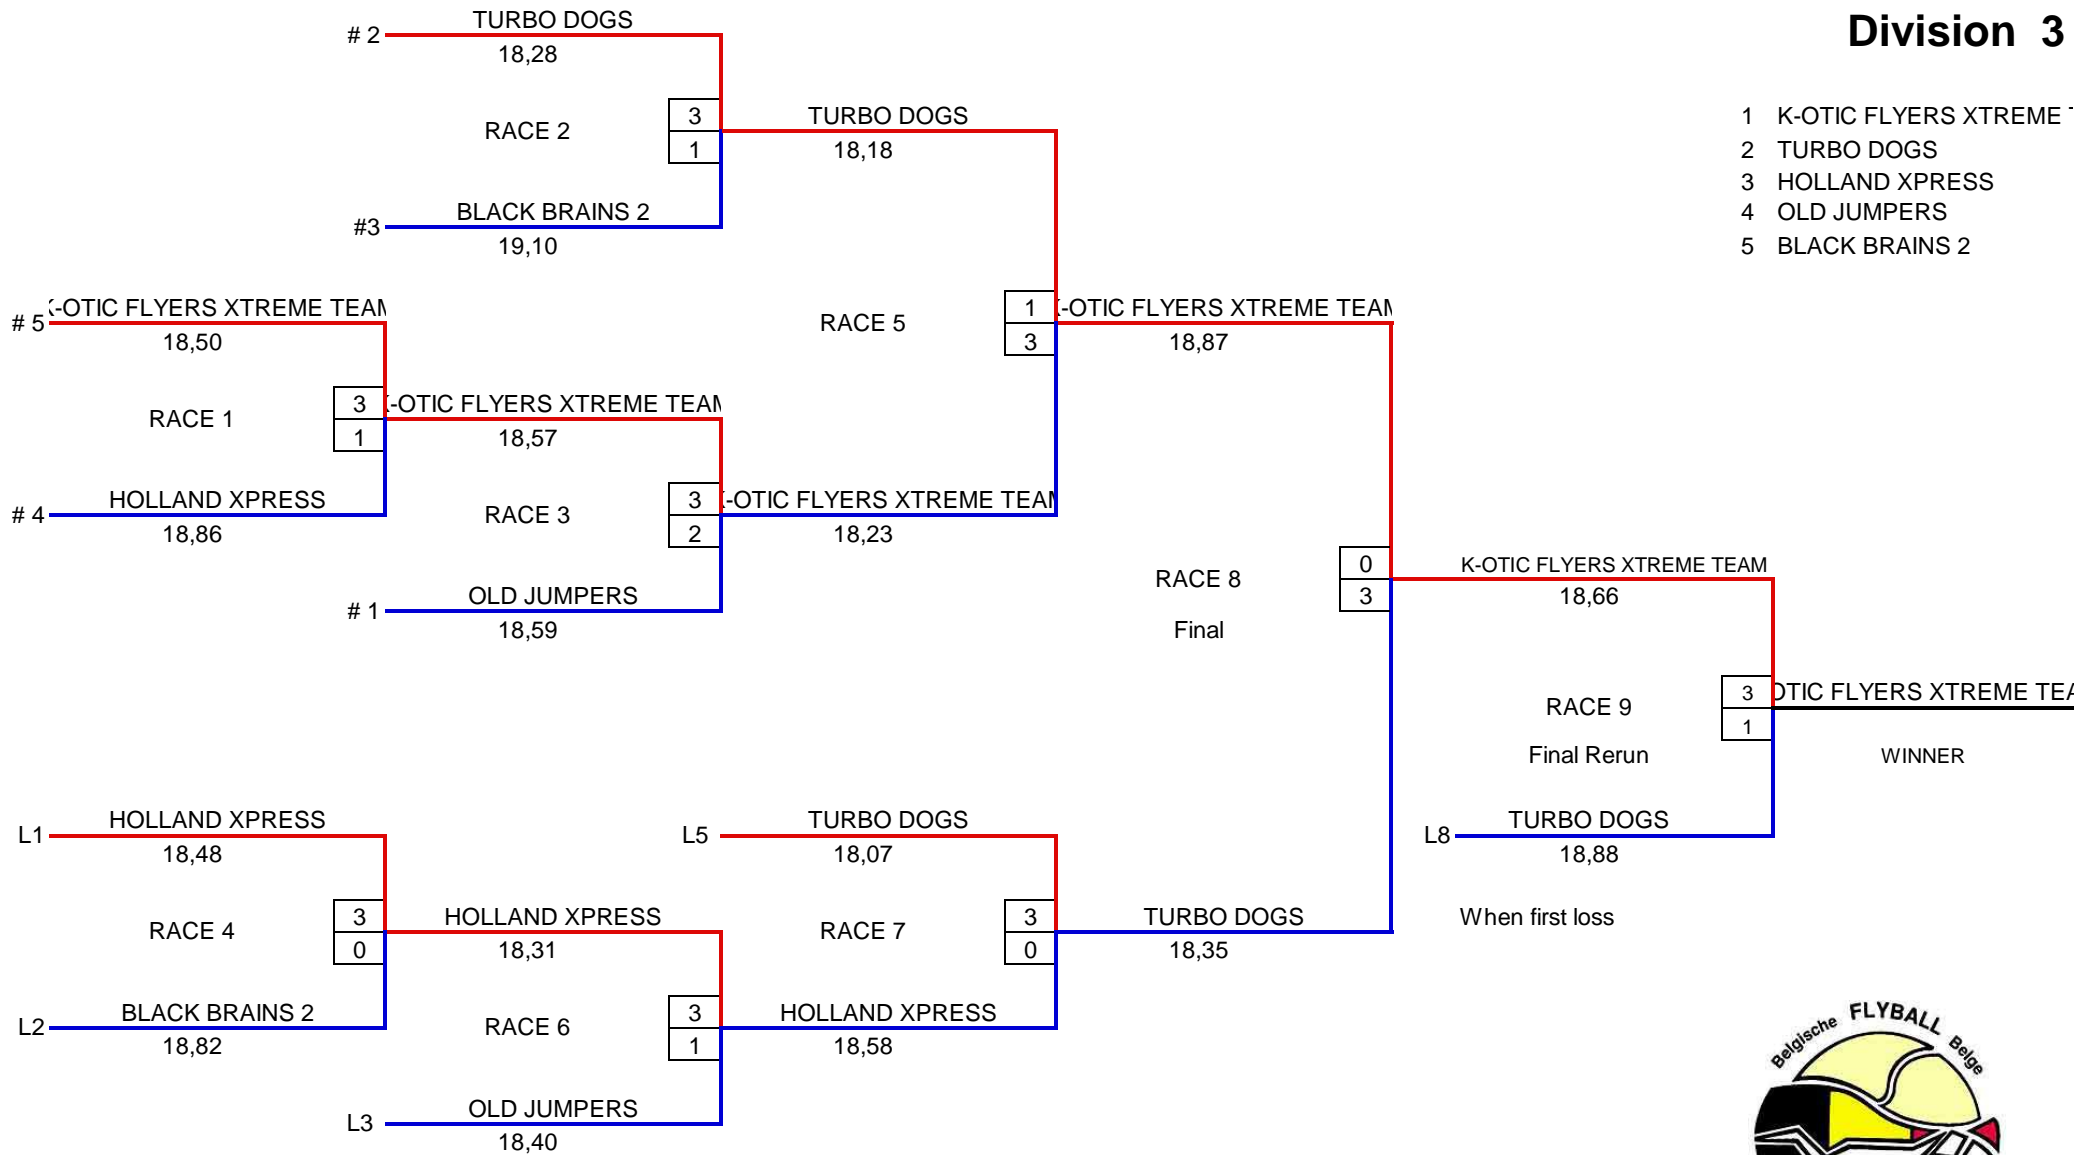 Division 3
1 K-OTIC FLYERS XTREME
2 TURBO DOGS
3 HOLLAND XPRESS
4 OLD JUMPERS
5 BLACK BRAINS 2
# 2 TURBO DOGS
18,28
RACE 2 3
1
#3 BLACK BRAINS 2
19,10
TURBO DOGS
18,18
# 5 K-OTIC FLYERS XTREME TEAM
18,50
RACE 1 3
1
# 4 HOLLAND XPRESS
18,86
K-OTIC FLYERS XTREME TEAM
18,57
RACE 3 3
2
# 1 OLD JUMPERS
18,59
K-OTIC FLYERS XTREME TEAM
18,23
RACE 5 1
3
K-OTIC FLYERS XTREME TEAM
18,87
RACE 8 0
3
Final
K-OTIC FLYERS XTREME TEAM
18,66
RACE 9 3
1
Final Rerun
OTIC FLYERS XTREME TEA
WINNER
L8 TURBO DOGS
18,88
When first loss
L1 HOLLAND XPRESS
18,48
RACE 4 3
0
L2 BLACK BRAINS 2
18,82
HOLLAND XPRESS
18,31
RACE 6 3
1
L3 OLD JUMPERS
18,40
L5 TURBO DOGS
18,07
RACE 7 3
0
HOLLAND XPRESS
18,58
TURBO DOGS
18,35
Belgische FLYBALL Belge